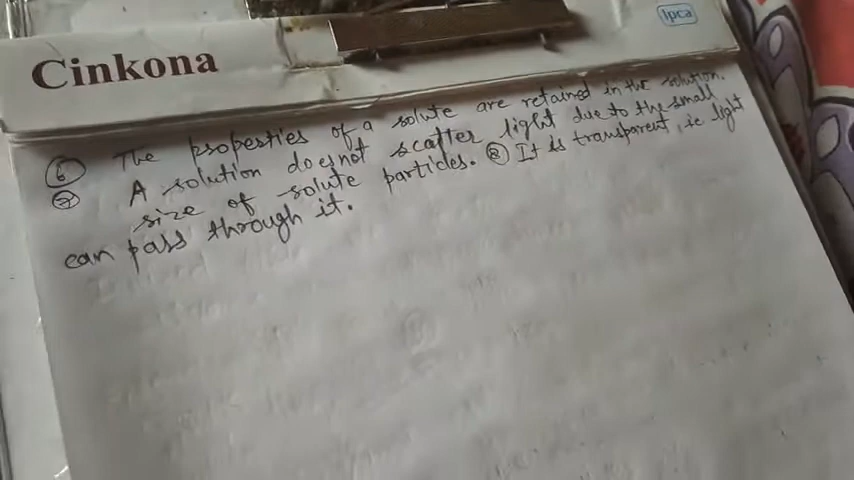 Cinkona
Ipca
⑥ The properties of a solute are retained in the solution.
⑦ A solution does not scatter light due to the small
size of solute particles. ⑧ It is transparent, ie light
can pass through it.